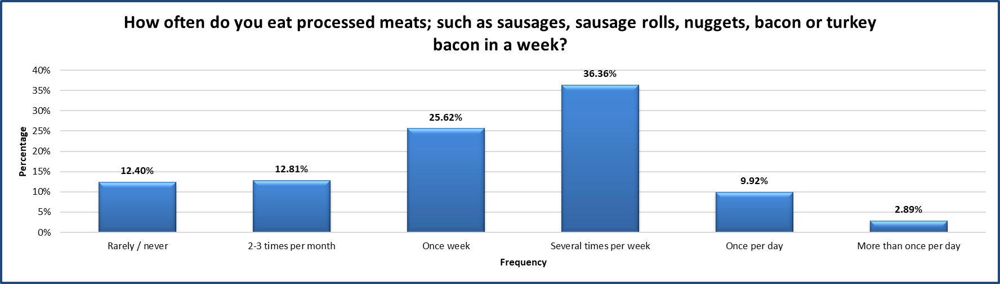 How often do you eat processed meats; such as sausages, sausage rolls, nuggets, bacon or turkey
bacon in a week?
40%
35%
30%
25%
20%
15%
10%
5%
0%
Percentage
12.40%
12.81%
25.62%
36.36%
9.92%
2.89%
Rarely / never
2-3 times per month
Once week
Several times per week
Once per day
More than once per day
Frequency